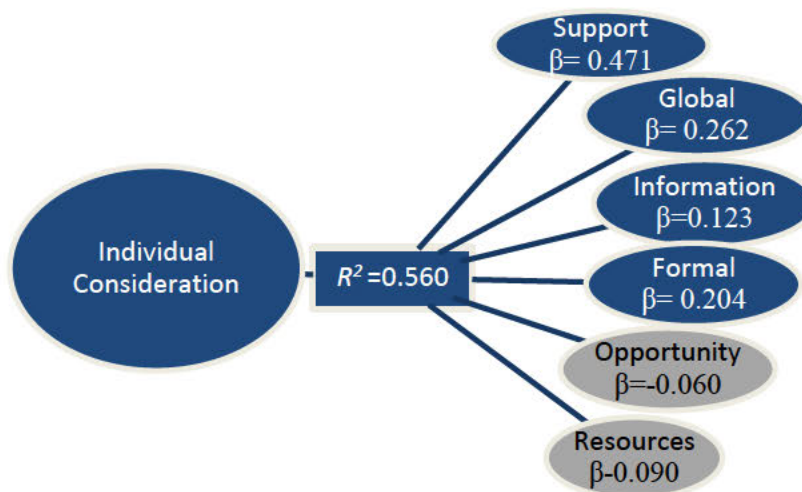 Support
β= 0.471
Global
β= 0.262
Information
β=0.123
Individual
Consideration
R² =0.560
Formal
β= 0.204
Opportunity
β=-0.060
Resources
β-0.090